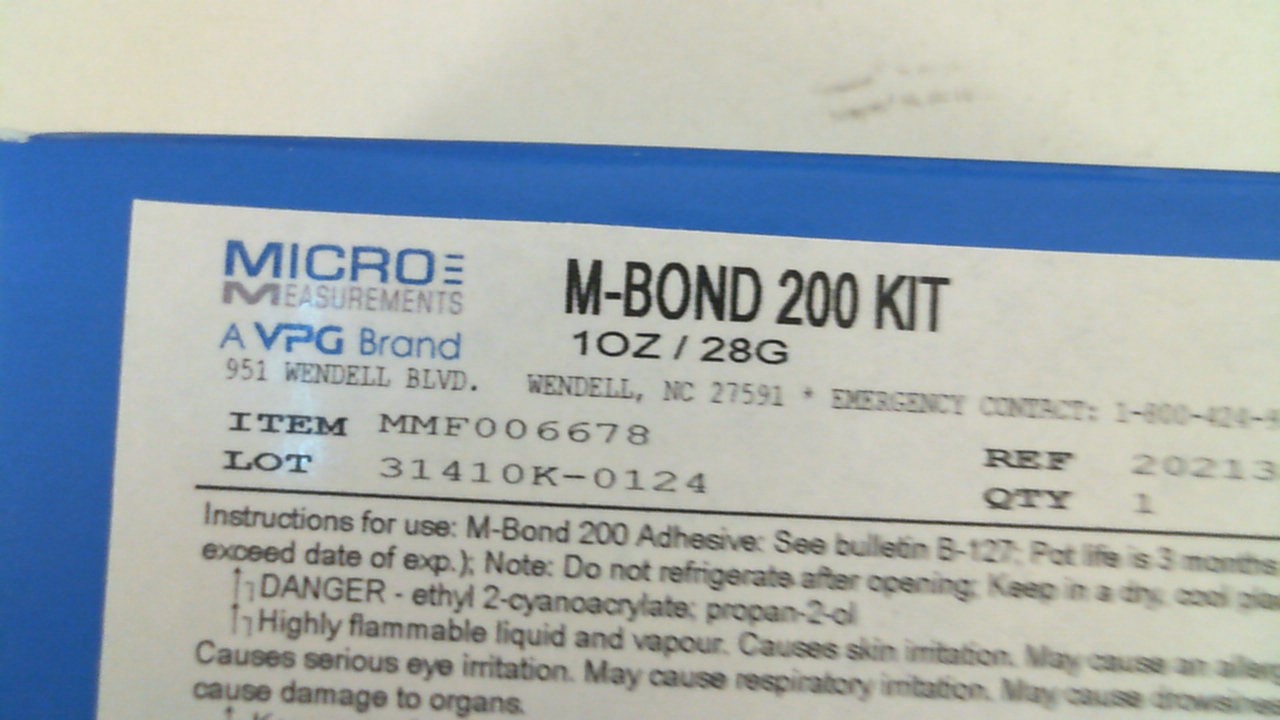 MICRO
MEASUREMENTS
A VPG Brand
M-BOND 200 KIT
1OZ / 28G
951 WENDELL BLVD. WENDELL, NC 27591 * EMERGENCY CONTACT: 1-800-424-
ITEM MMF006678
LOT 31410K-0124
REF 20213
QTY 1
Instructions for use: M-Bond 200 Adhesive: See bulletin B-127; Pot life is 3 months
exceed date of exp.); Note: Do not refrigerate after opening; Keep in a dry, cool
DANGER - ethyl 2-cyanoacrylate; propan-2-ol
Highly flammable liquid and vapour. Causes skin irritation. May cause an
Causes serious eye irritation. May cause respiratory irritation. May cause
cause damage to organs.